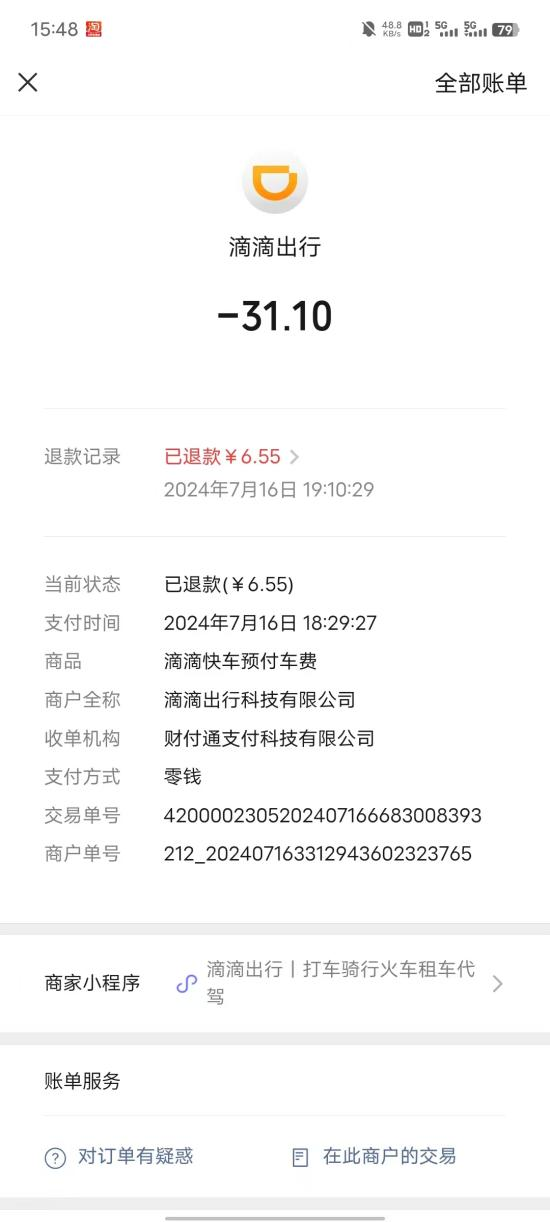 15:48 淘
48.8 KB/s HD 1 2 5G 5G 79
全部账单
滴滴出行
-31.10
退款记录 已退款¥6.55
2024年7月16日 19:10:29
当前状态 已退款(¥6.55)
支付时间 2024年7月16日 18:29:27
商品 滴滴快车预付车费
商户全称 滴滴出行科技有限公司
收单机构 财付通支付科技有限公司
支付方式 零钱
交易单号 4200002305202407166683008393
商户单号 212_202407163312943602323765
商家小程序 滴滴出行丨打车骑行火车租车代
驾
账单服务
对订单有疑惑 在此商户的交易